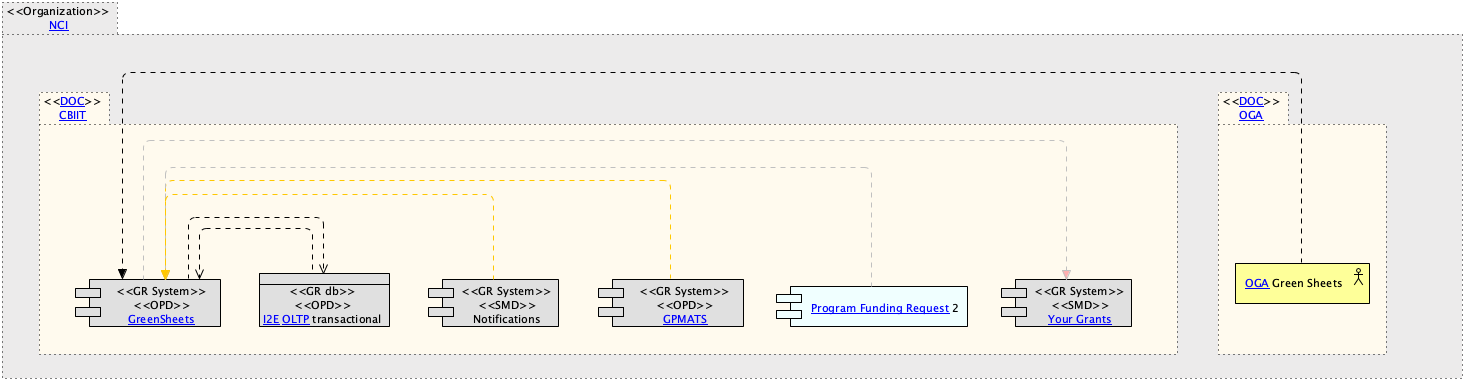 <<Organization>>
NCI
<<DOC>>
CBIIT
<<DOC>>
OGA
<<GR System>>
<<OPD>>
GreenSheets
<<GR db>>
<<OPD>>
I2E OLTP transactional
<<GR System>>
<<SMD>>
Notifications
<<GR System>>
<<OPD>>
GPMATS
Program Funding Request 2
<<GR System>>
<<SMD>>
Your Grants
OGA Green Sheets